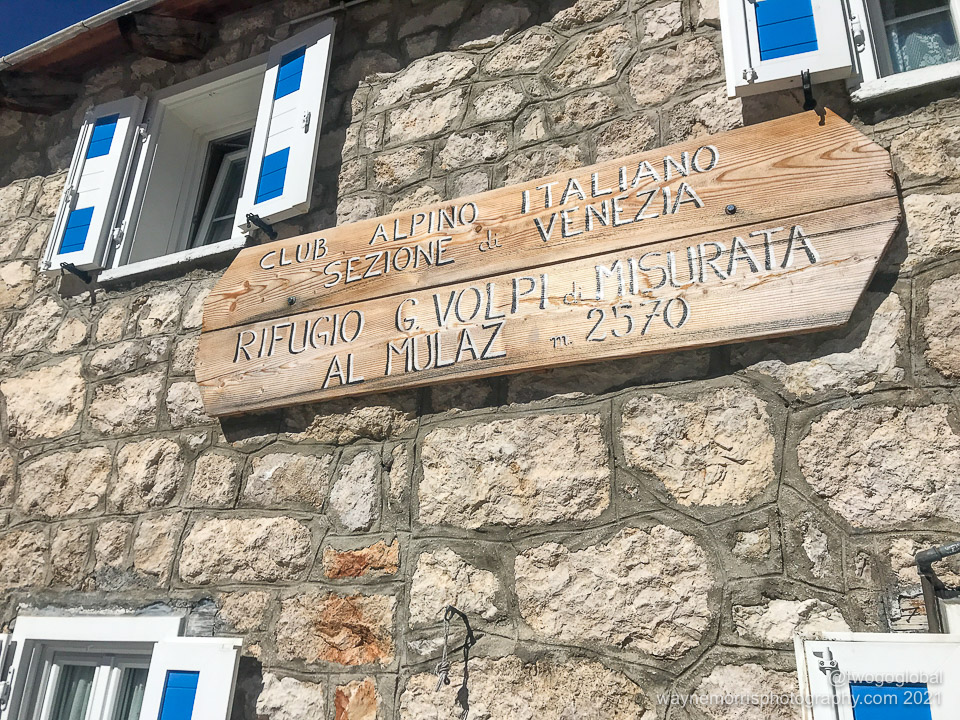 CLUB ALPINO ITALIANO
SEZIONE di VENEZIA
RIFUGIO G. VOLPI di MISURATA
AL MULAZ m. 2570
@twogoglobal
waynemorrisphotography.com 2021